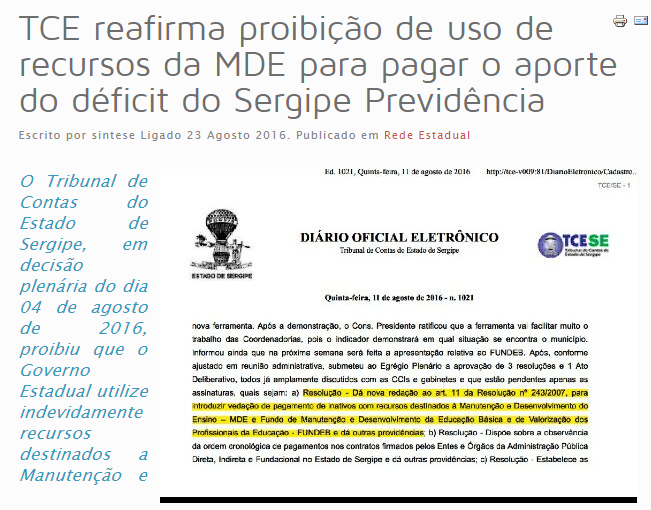 TCE reafirma proibição de uso de
recursos da MDE para pagar o aporte
do déficit do Sergipe Previdência
Escrito por sintese Ligado 23 Agosto 2016. Publicado em Rede Estadual
O Tribunal de
Contas do
Estado de
Sergipe, em
decisão
plenária do dia
04 de agosto
de 2016,
proibiu que o
Governo
Estadual utilize
indevidamente
recursos
destinados a
Manutenção e
Ed. 1021, Quinta-feira, 11 de agosto de 2016 http://tce-v009:81/DiarioEletronico/Cadastro...
TCE/SE - 1
ESTADO DE SERGIPE
DIÁRIO OFICIAL ELETRÔNICO
Tribunal de Contas do Estado de Sergipe
TCESE
Tribunal de Contas do
Estado de Sergipe
Quinta-feira, 11 de agosto de 2016 - n. 1021
nova ferramenta. Após a demonstração, o Cons. Presidente ratificou que a ferramenta vai facilitar muito o
trabalho das Coordenadorias, pois o indicador demonstrará em qual situação se encontra o município.
Informou ainda que na próxima semana será feita a apresentação relativa ao FUNDEB. Após, conforme
ajustado em reunião administrativa, submeteu ao Egrégio Plenário a aprovação de 3 resoluções e 1 Ato
Deliberativo, todos já amplamente discutidos com as CCIs e gabinetes e que estão pendentes apenas as
assinaturas, quais sejam: a) Resolução - Dá nova redação ao art. 11 da Resolução nº 243/2007, para
introduzir vedação de pagamento de inativos com recursos destinados à Manutenção e Desenvolvimento do
Ensino – MDE e Fundo de Manutenção e Desenvolvimento da Educação Básica e de Valorização dos
Profissionais da Educação - FUNDEB e dá outras providências; b) Resolução - Dispõe sobre a observância
da ordem cronológica de pagamentos nos contratos firmados pelos Entes e Órgãos da Administração Pública
Direta, Indireta e Fundacional no Estado de Sergipe e dá outras providências; c) Resolução - Estabelece as